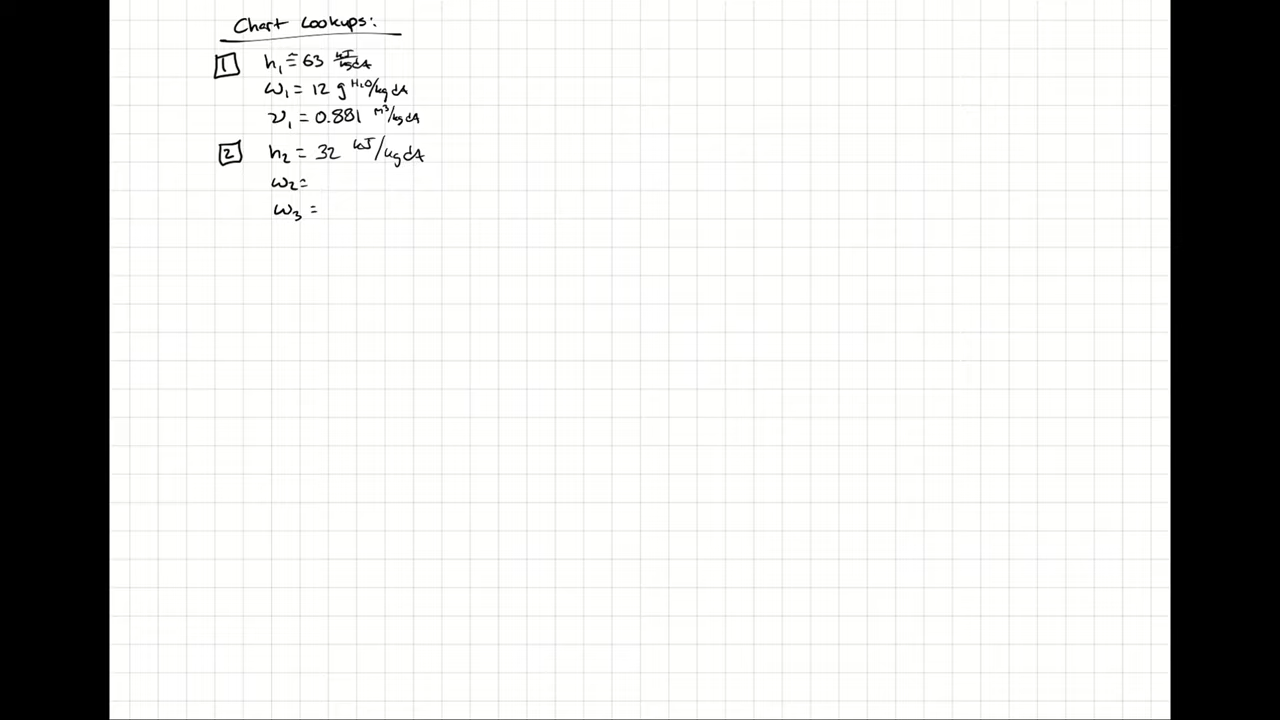 Chart Lookups:
1 h₁ ≈ 63 kJ/kgdA
ω₁ = 12 g H₂O/kgdA
v₁ = 0.881 m³/kgdA
2 h₂ = 32 kJ/kgdA
ω₂=
ω₃ =